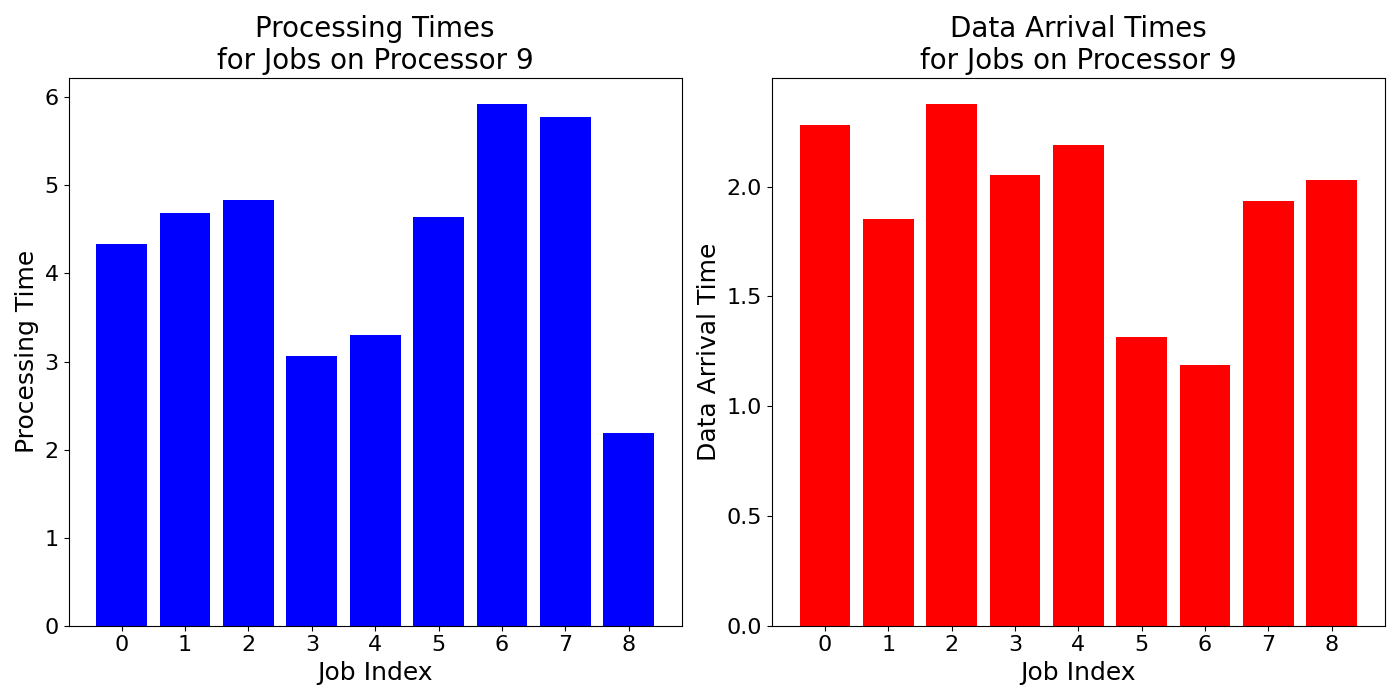 Processing Times
for Jobs on Processor 9
Processing Time
6
5
4
3
2
1
0
0 1 2 3 4 5 6 7 8
Job Index
Data Arrival Times
for Jobs on Processor 9
Data Arrival Time
2.0
1.5
1.0
0.5
0.0
0 1 2 3 4 5 6 7 8
Job Index